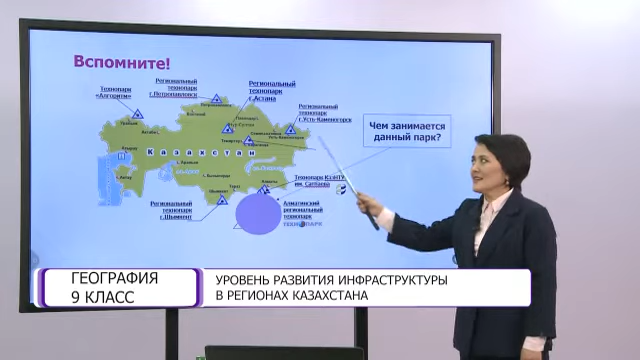 Вспомните!
Технопарк
«Алгоритм»
Региональный
технопарк
г.Петропавловск
Региональный
технопарк
г.Астана
Региональный
технопарк
г.Усть-Каменогорск
Чем занимается
данный парк?
Казахстан
Технопарк КазНТУ
им. Сатпаева
Региональный
технопарк
г.Шымкент
Алматинский
региональный
технопарк
ТЕХНОПАРК
ГЕОГРАФИЯ
9 КЛАСС
УРОВЕНЬ РАЗВИТИЯ ИНФРАСТРУКТУРЫ
В РЕГИОНАХ КАЗАХСТАНА